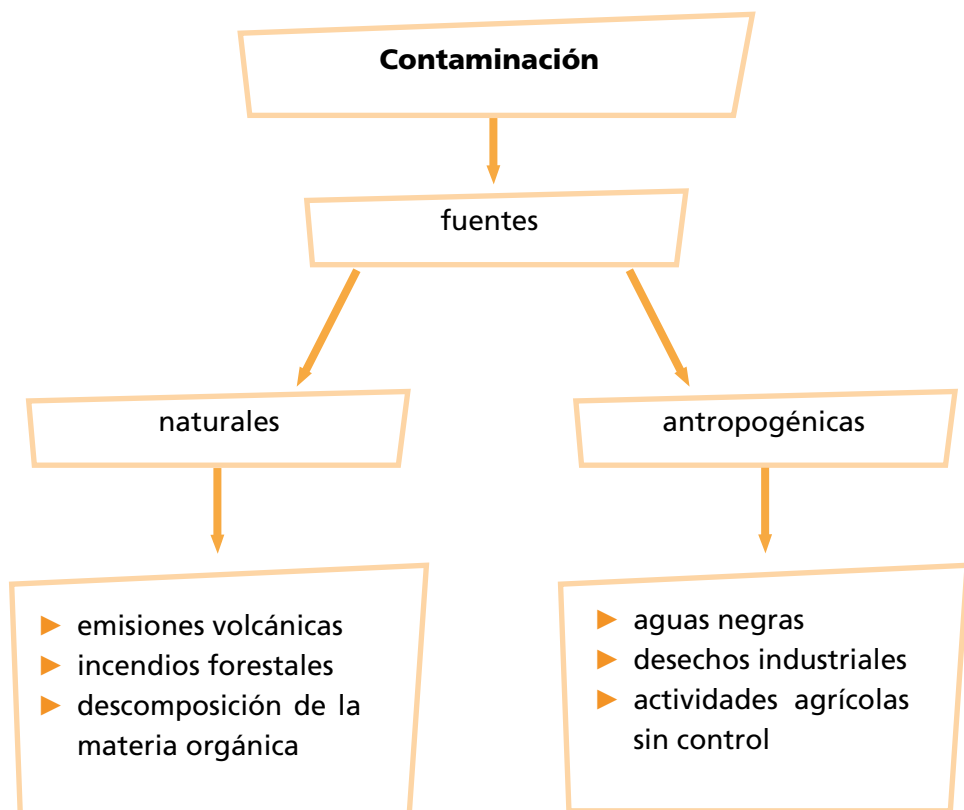 Contaminación
fuentes
naturales
antropogénicas
► emisiones volcánicas
► incendios forestales
► descomposición de la
materia orgánica
► aguas negras
► desechos industriales
► actividades agrícolas
sin control